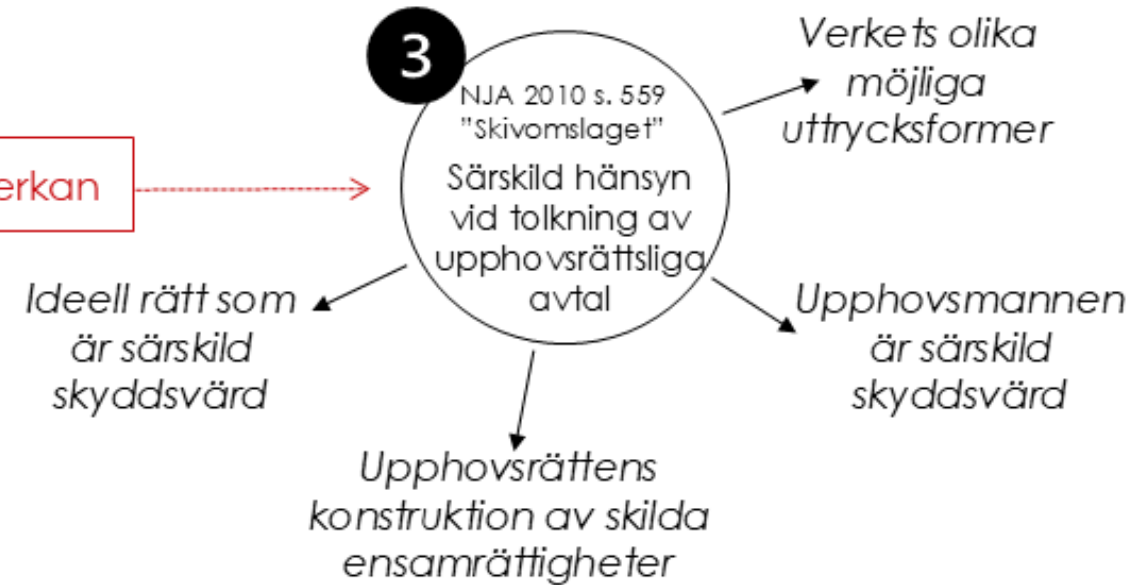 3
NJA 2010 s. 559
"Skivomslaget"
Särskild hänsyn
vid tolkning av
upphovsrättsliga
avtal
Verkets olika
möjliga
uttrycksformer
erkan
Ideell rätt som
är särskild
skyddsvärd
Upphovsmannen
är särskild
skyddsvärd
Upphovsrättens
konstruktion av skilda
ensamrättigheter